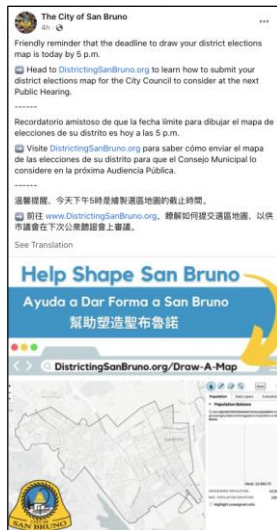 The City of San Bruno
4h
Friendly reminder that the deadline to draw your district elections
map is today by 5 p.m.
➡️ Head to DistrictingSanBruno.org to learn how to submit your
district elections map for the City Council to consider at the next
Public Hearing.
------
Recordatorio amistoso de que la fecha límite para dibujar el mapa de
elecciones de su distrito es hoy a las 5 p.m.
➡️ Visite DistrictingSanBruno.org para saber cómo enviar el mapa
de las elecciones de su distrito para que el Consejo Municipal lo
considere en la próxima Audiencia Pública.
------
溫馨提醒,今天下午5時是繪製選區地圖的截止時間。
➡️ 前往 www.DistrictingSanBruno.org,瞭解如何提交選區地圖,以供
市議會在下次公衆聽證會上審議。
See Translation
Help Shape San Bruno
Ayuda a Dar Forma a San Bruno
幫助塑造聖布魯諾
DistrictingSanBruno.org/Draw-A-Map
Population
Population Balance
Highlight unassigned units
CITY OF
SAN BRUNO